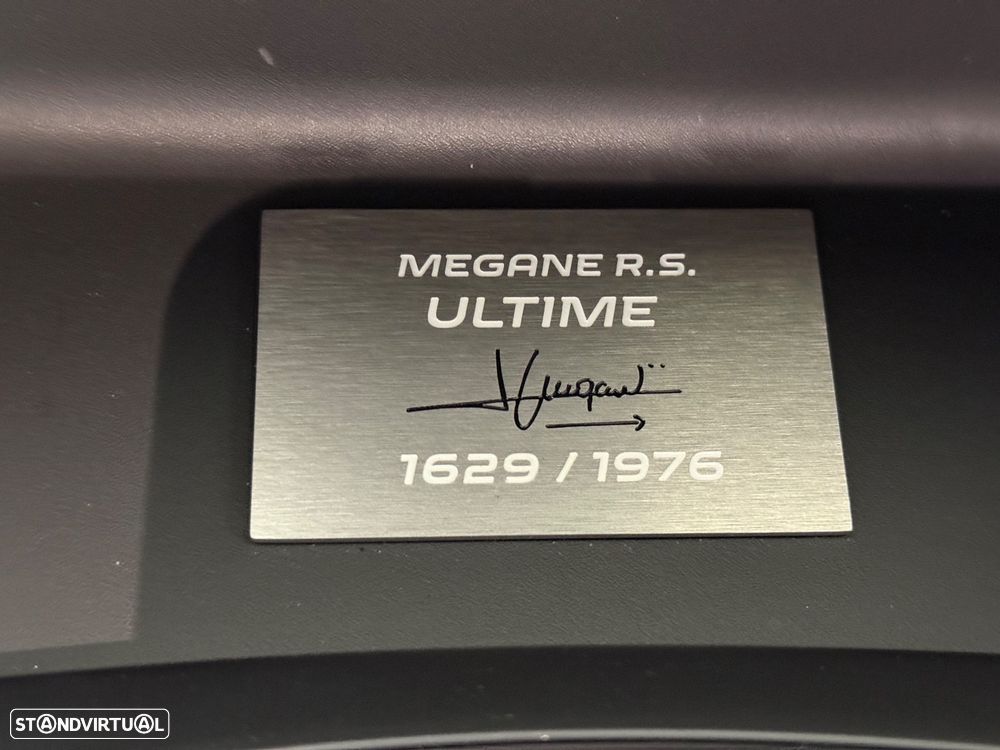 MEGANE R.S.
ULTIME
1629 / 1976
STANDVIRTUAL